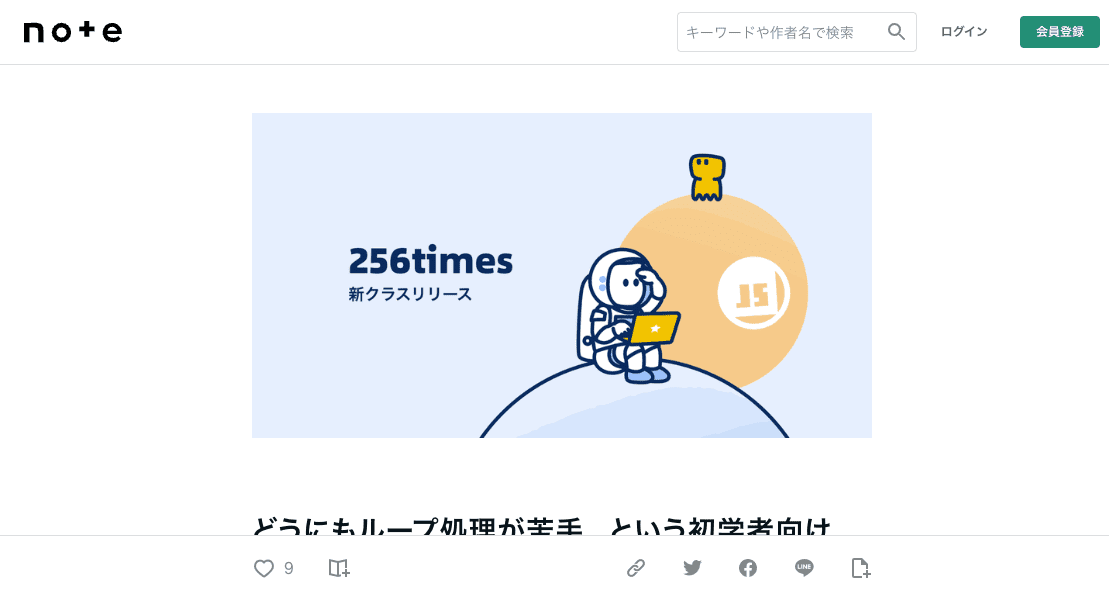 note
キーワードや作者名で検索
ログイン
会員登録
256times
新クラスリリース
JS
どうにもループ処理が苦手…という初学者向け
9
LINE